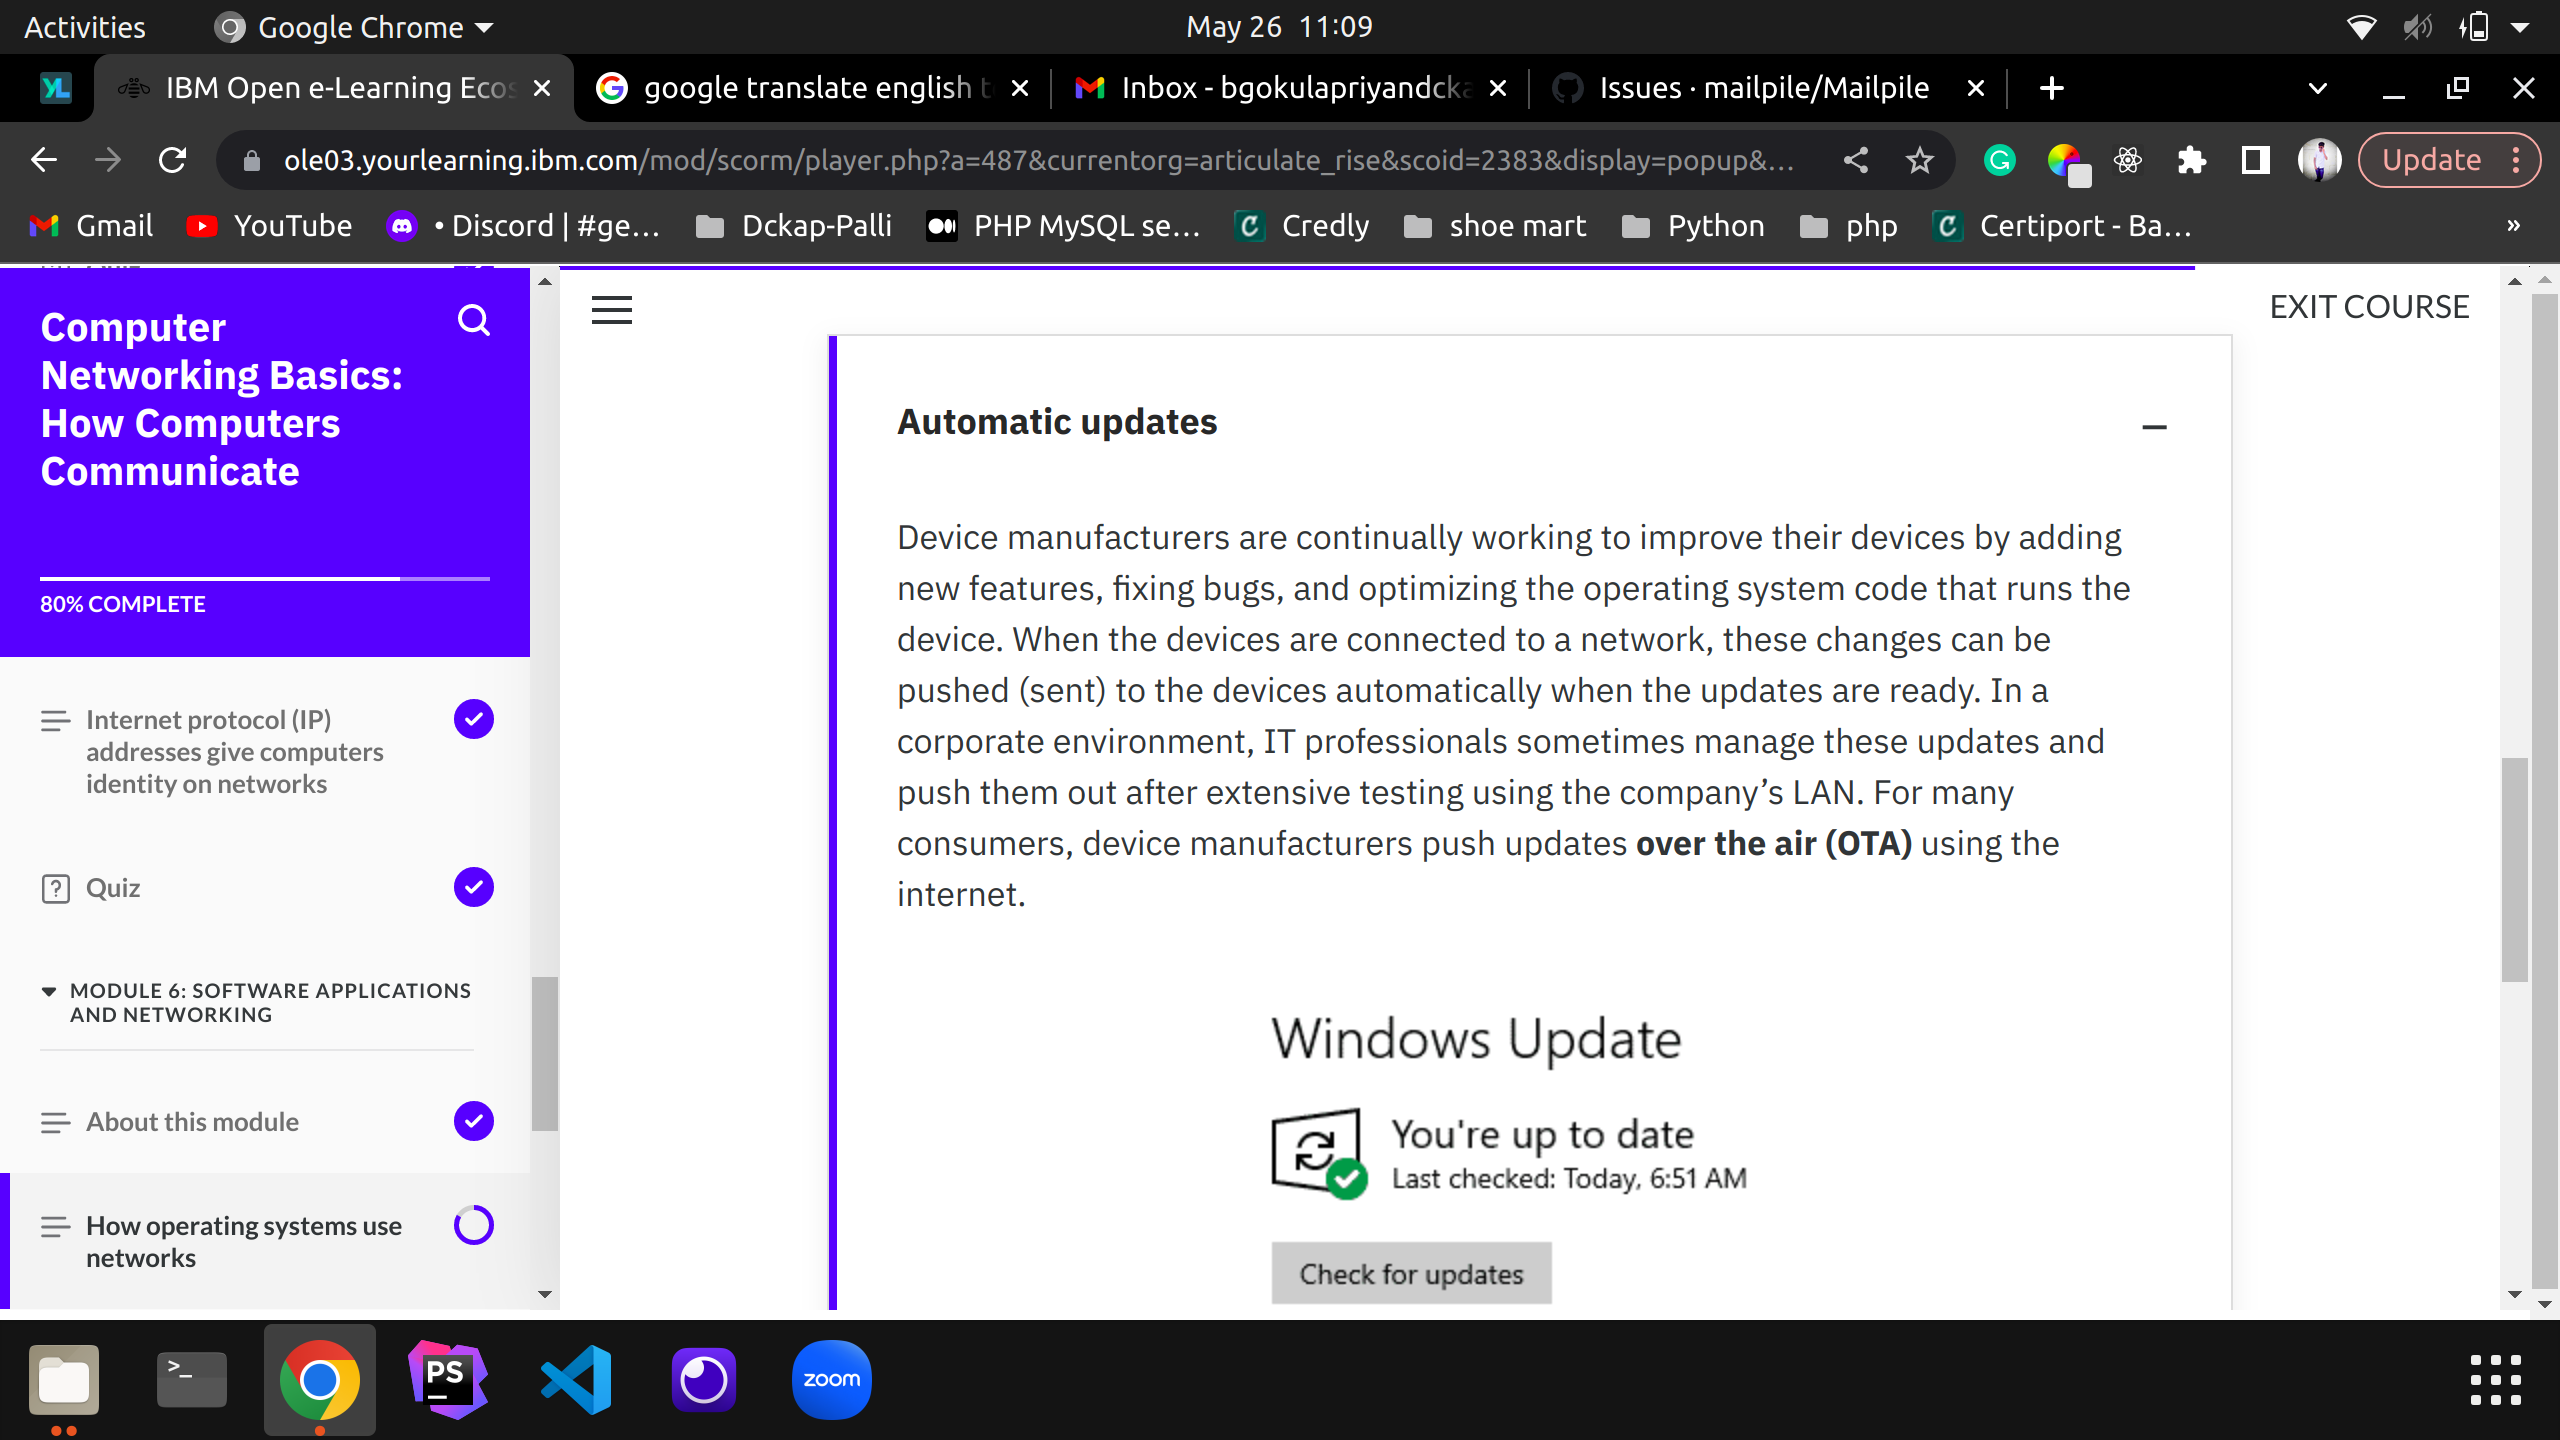 Activities
Google Chrome
May 26 11:09
IBM Open e-Learning Ecos
google translate english t
Inbox - bgokulapriyandcka
Issues · mailpile/Mailpile
ole03.yourlearning.ibm.com/mod/scorm/player.php?a=487&currentorg=articulate_rise&scoid=2383&display=popup&...
Update
Gmail
YouTube
• Discord | #ge...
Dckap-Palli
PHP MySQL se...
Credly
shoe mart
Python
php
Certiport - Ba...
»
Computer
Networking Basics:
How Computers
Communicate
80% COMPLETE
Internet protocol (IP)
addresses give computers
identity on networks
Quiz
MODULE 6: SOFTWARE APPLICATIONS
AND NETWORKING
About this module
How operating systems use
networks
EXIT COURSE
Automatic updates
Device manufacturers are continually working to improve their devices by adding
new features, fixing bugs, and optimizing the operating system code that runs the
device. When the devices are connected to a network, these changes can be
pushed (sent) to the devices automatically when the updates are ready. In a
corporate environment, IT professionals sometimes manage these updates and
push them out after extensive testing using the company’s LAN. For many
consumers, device manufacturers push updates over the air (OTA) using the
internet.
Windows Update
You're up to date
Last checked: Today, 6:51 AM
Check for updates
PS
zoom